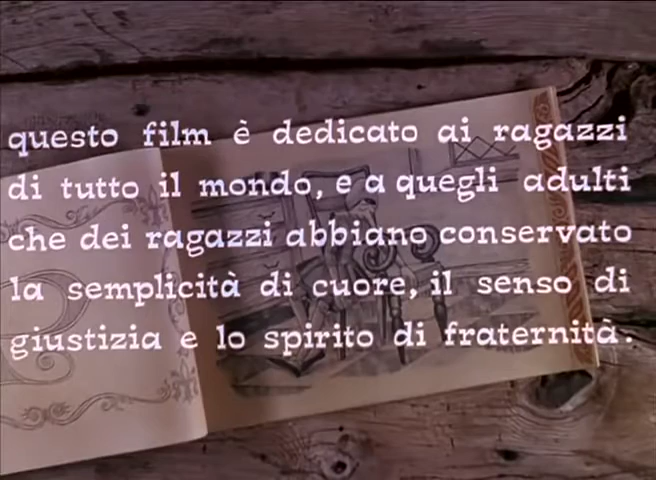 questo film è dedicato ai ragazzi
di tutto il mondo, e a quegli adulti
che dei ragazzi abbiano conservato
la semplicità di cuore, il senso di
giustizia e lo spirito di fraternità.